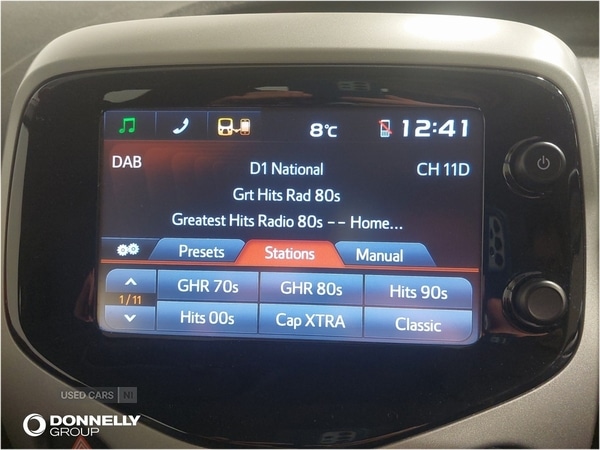 8°C
12:41
DAB
D1 National
CH 11D
Grt Hits Rad 80s
Greatest Hits Radio 80s -- Home...
Presets
Stations
Manual
GHR 70s
GHR 80s
Hits 90s
1/11
Hits 00s
Cap XTRA
Classic
USED CARS NI
DONNELLY
GROUP